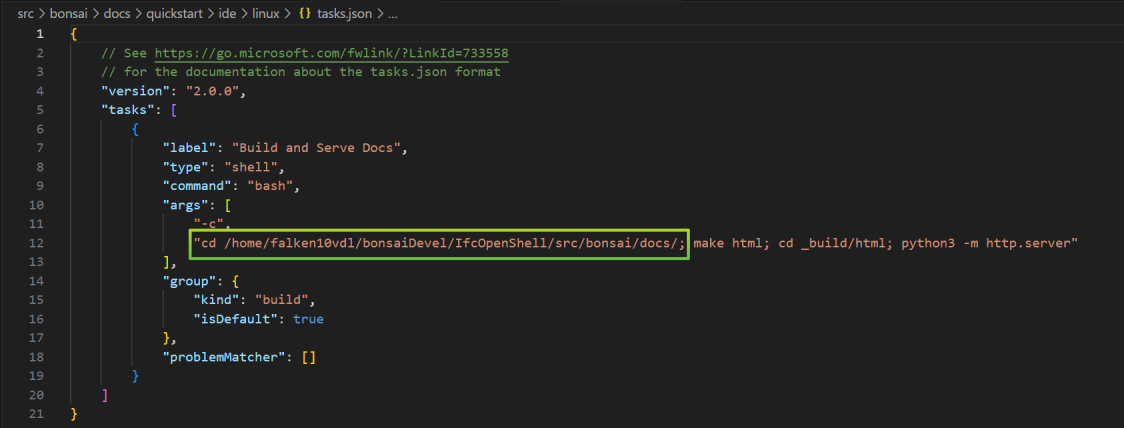 src > bonsai > docs > quickstart > ide > linux > {} tasks.json > ...
1 {
2     // See https://go.microsoft.com/fwlink/?LinkId=733558
3     // for the documentation about the tasks.json format
4     "version": "2.0.0",
5     "tasks": [
6         {
7             "label": "Build and Serve Docs",
8             "type": "shell",
9             "command": "bash",
10             "args": [
11                 "-c",
12                 "cd /home/falken10vdl/bonsaiDevel/IfcOpenShell/src/bonsai/docs/; make html; cd _build/html; python3 -m http.server"
13             ],
14             "group": {
15                 "kind": "build",
16                 "isDefault": true
17             },
18             "problemMatcher": []
19         }
20     ]
21 }